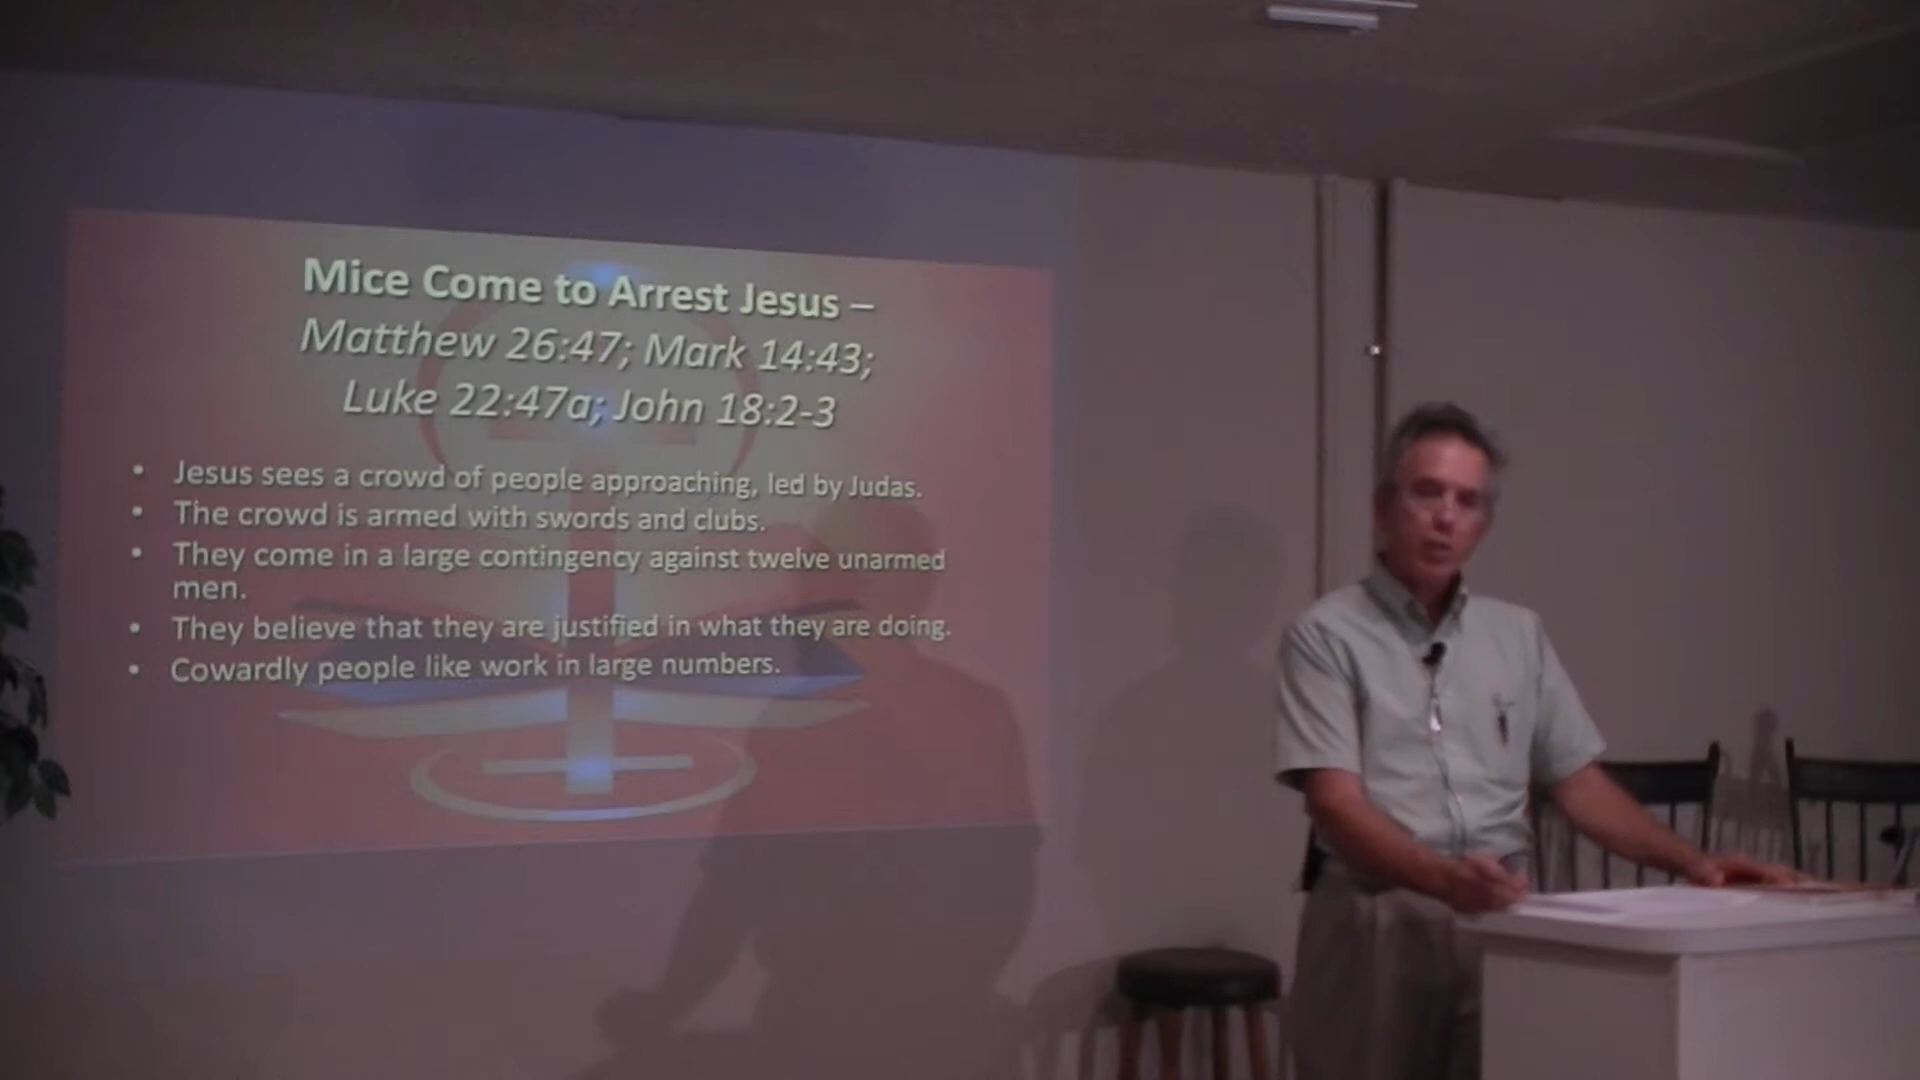 Mice Come to Arrest Jesus –
Matthew 26:47; Mark 14:43;
Luke 22:47a; John 18:2-3
• Jesus sees a crowd of people approaching, led by Judas.
• The crowd is armed with swords and clubs.
• They come in a large contingency against twelve unarmed
men.
• They believe that they are justified in what they are doing.
• Cowardly people like work in large numbers.